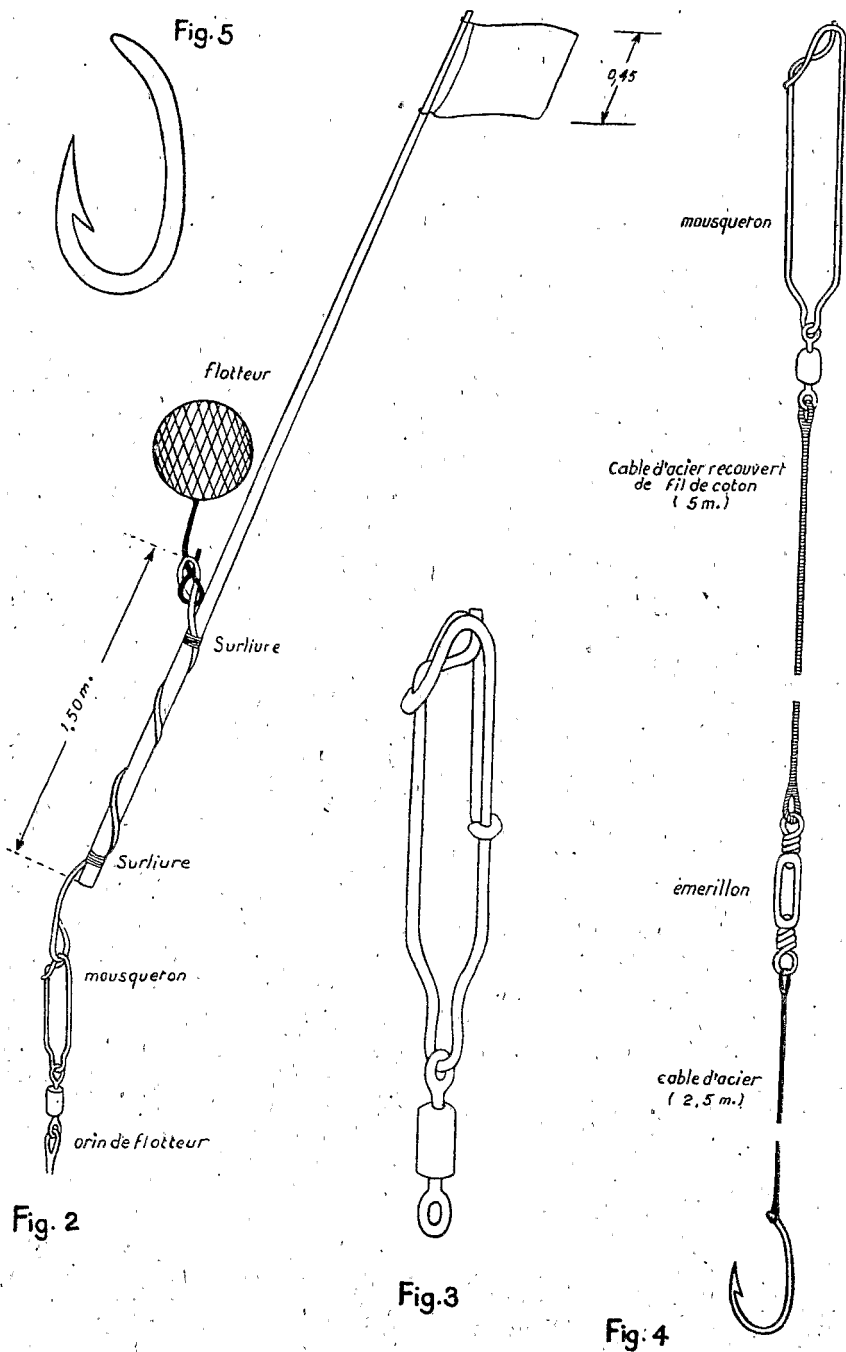 Fig. 5
0,45
mousqueton
flotteur
Cable d'acier recouvert
de fil de coton
( 5 m.)
Surliure
1,50 m.
Surliure
émerillon
mousqueton
cable d'acier
( 2,5 m.)
orin de flotteur
Fig. 2
Fig. 3
Fig. 4